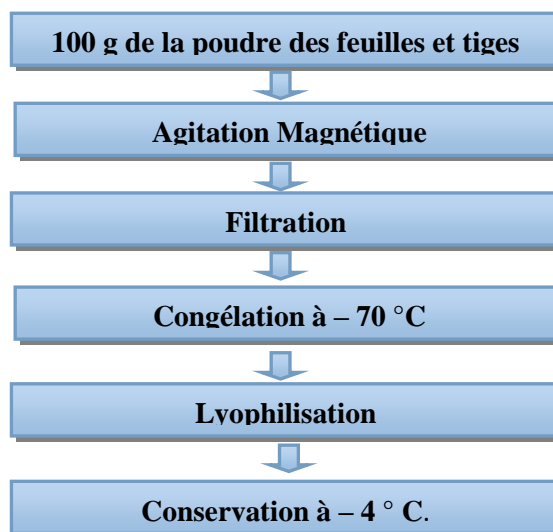 100 g de la poudre des feuilles et tiges
Agitation Magnétique
Filtration
Congélation à – 70 °C
Lyophilisation
Conservation à – 4 ° C.